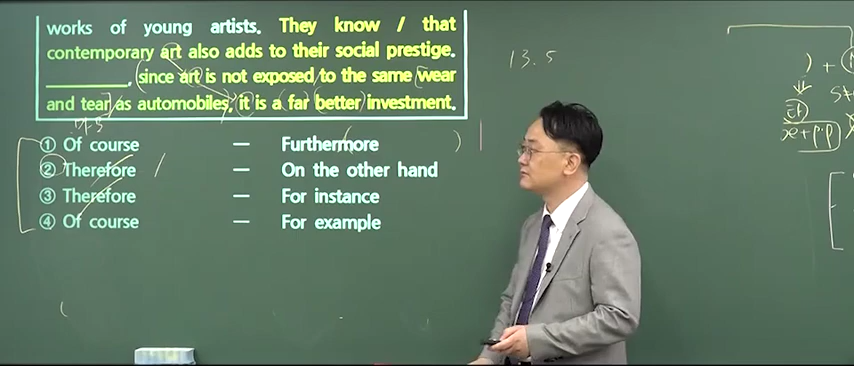 works of young artists. They know / that
contemporary art also adds to their social prestige.
________, since art is not exposed to the same wear
and tear as automobiles, it is a far better investment.
① Of course — Furthermore
② Therefore — On the other hand
③ Therefore — For instance
④ Of course — For example
13.5